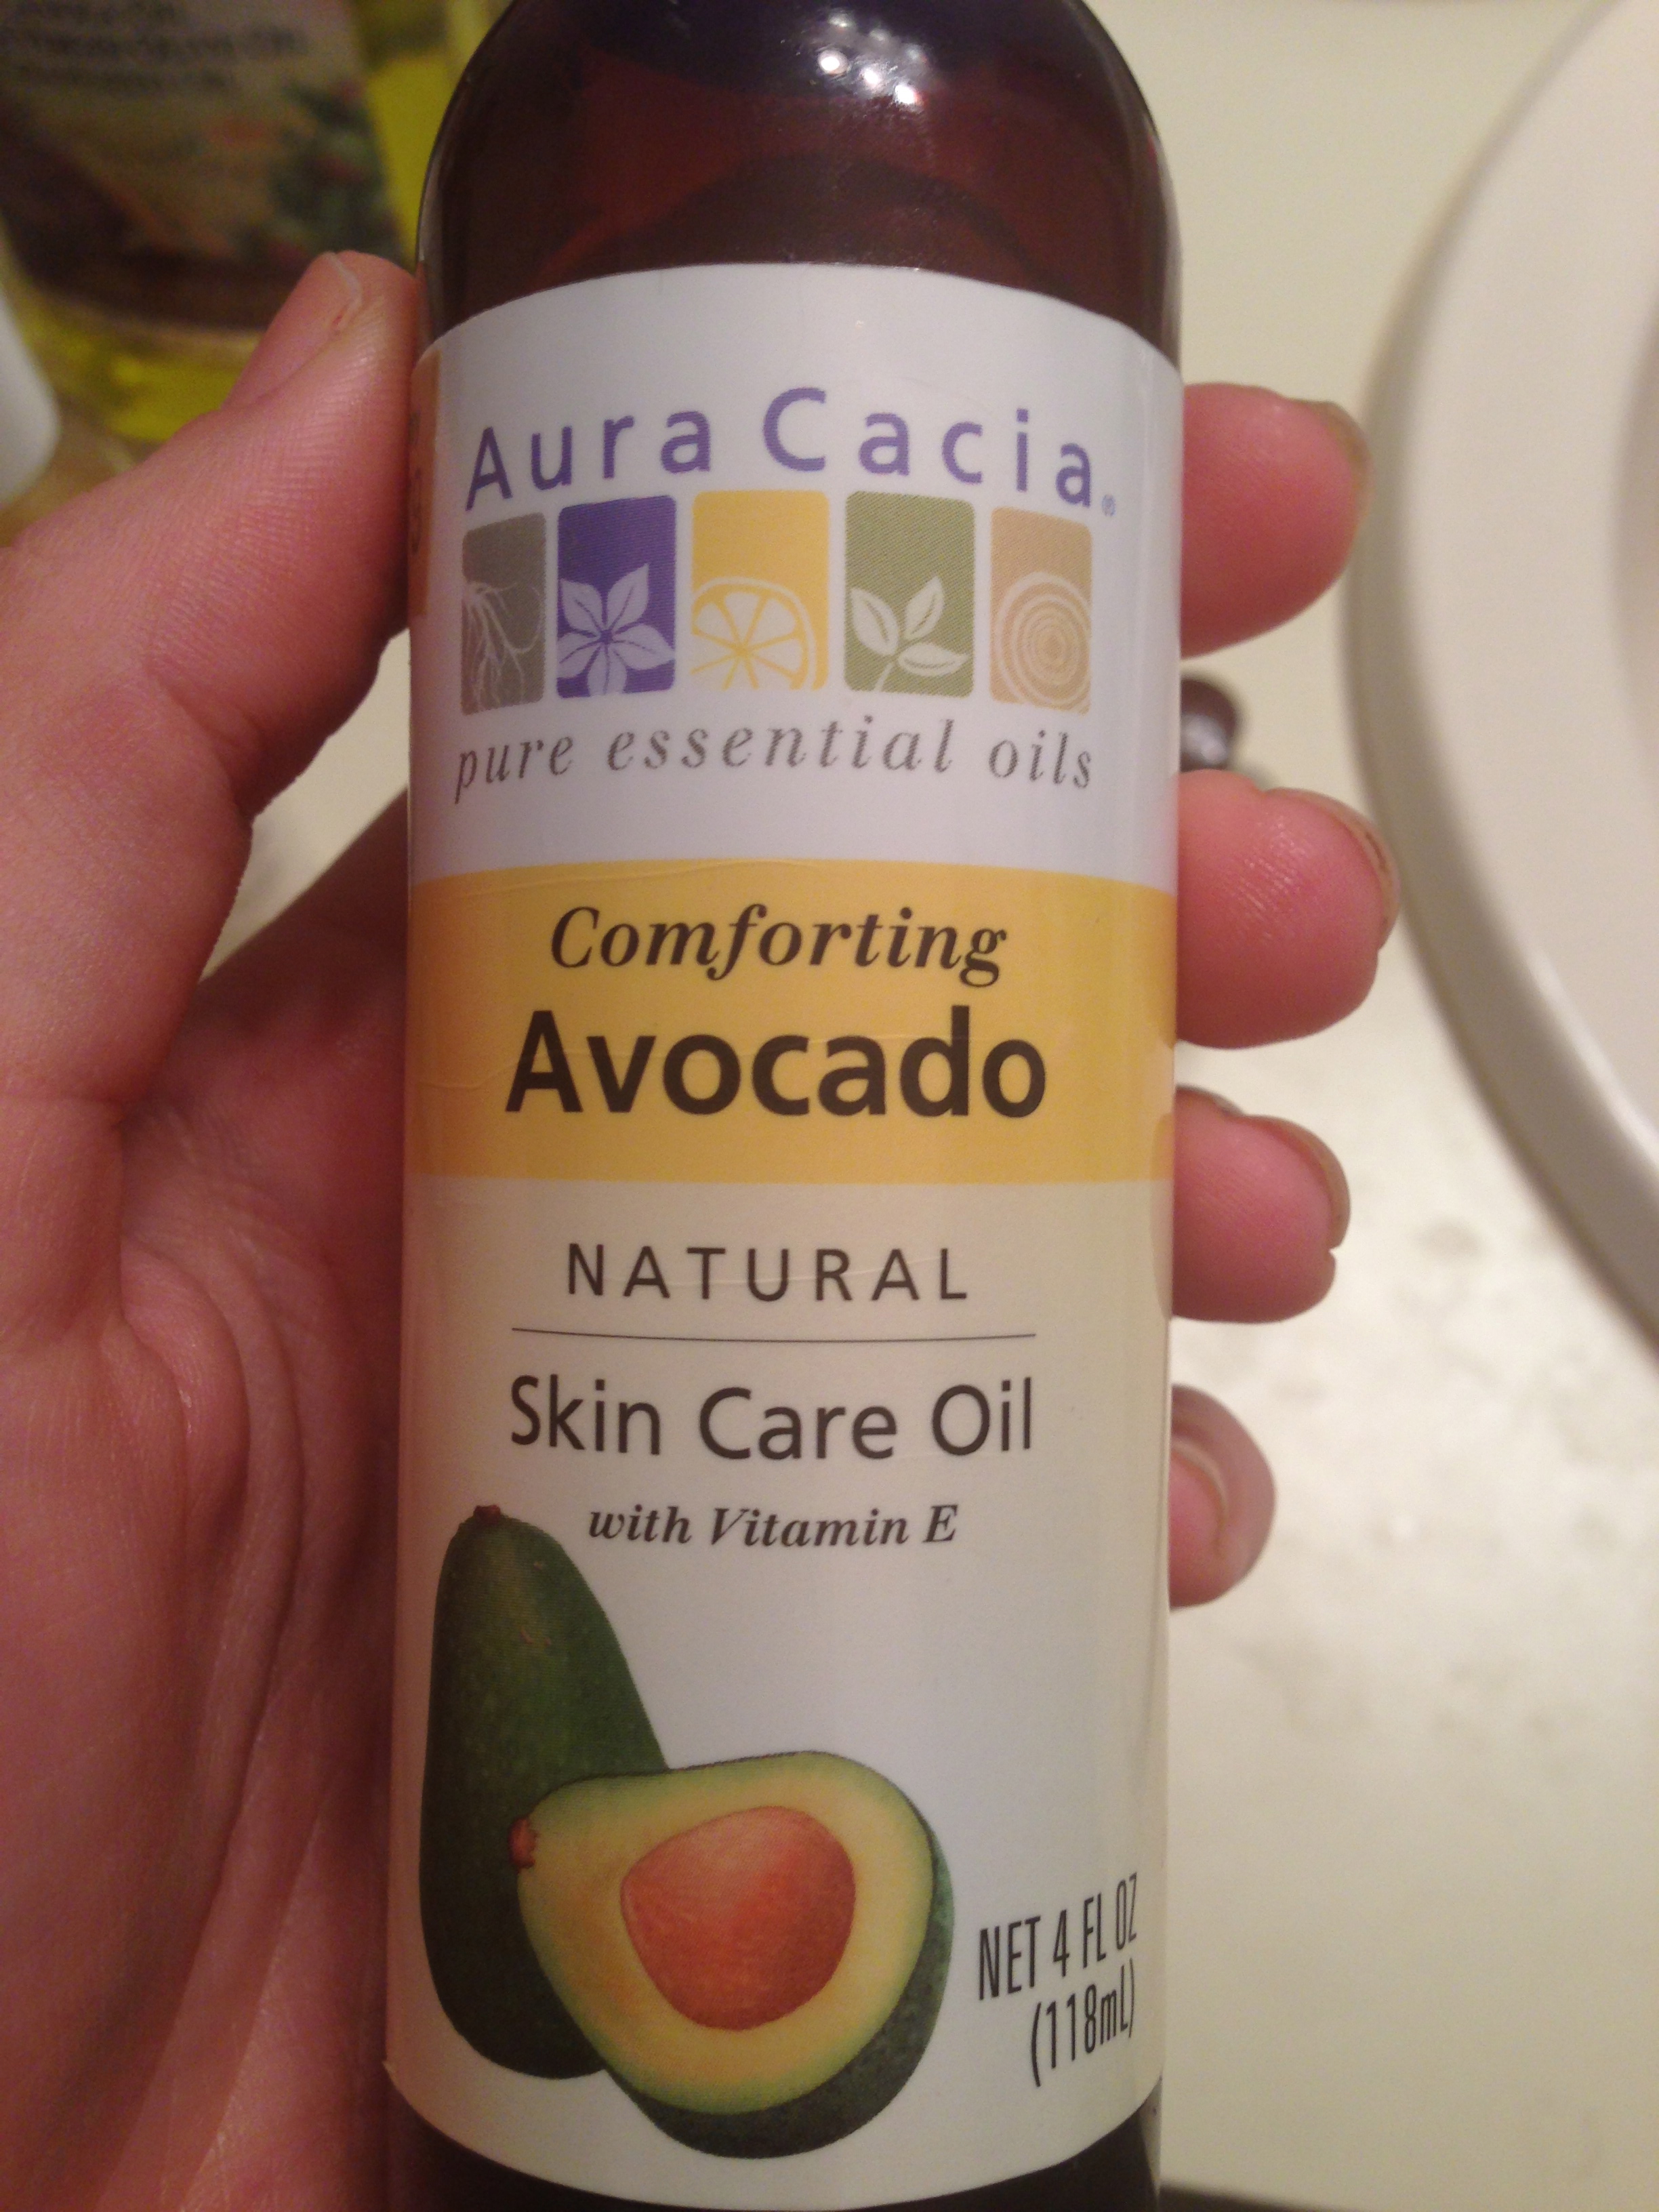 Aura Cacia®
pure essential oils
Comforting
Avocado
NATURAL
Skin Care Oil
with Vitamin E
NET 4 FL OZ
(118mL)